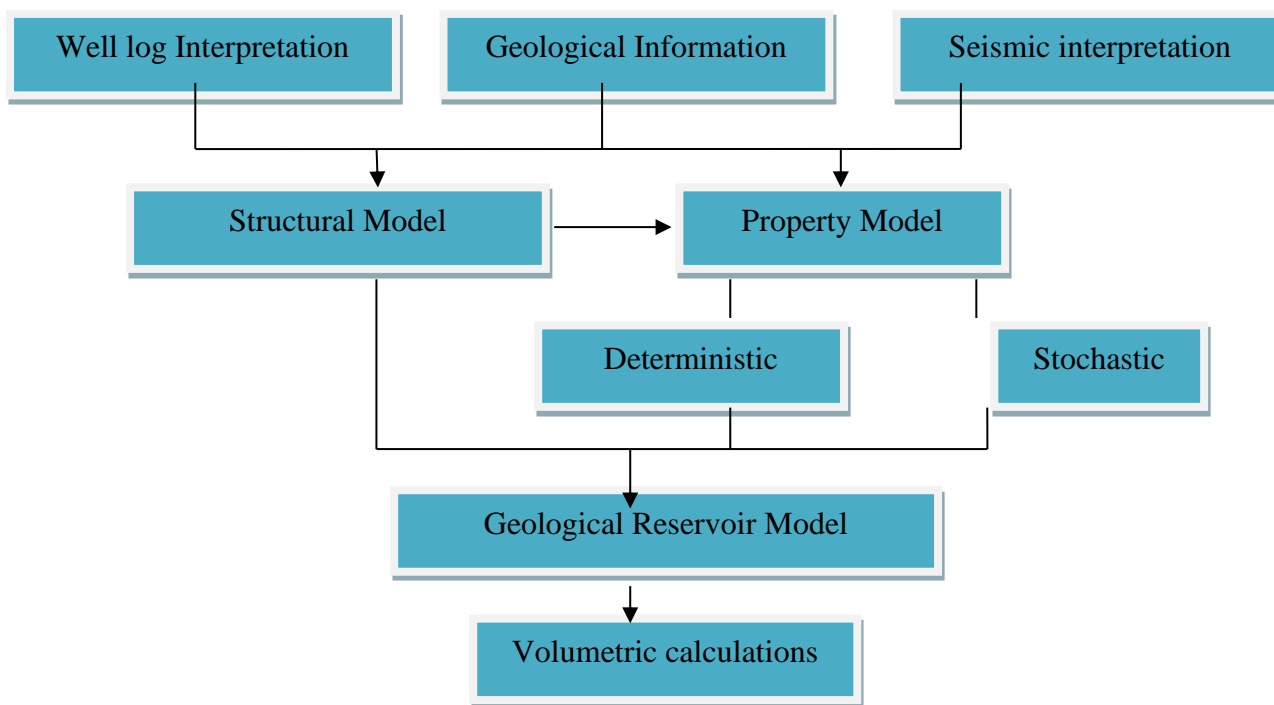 Well log Interpretation
Geological Information
Seismic interpretation
Structural Model
Property Model
Deterministic
Stochastic
Geological Reservoir Model
Volumetric calculations